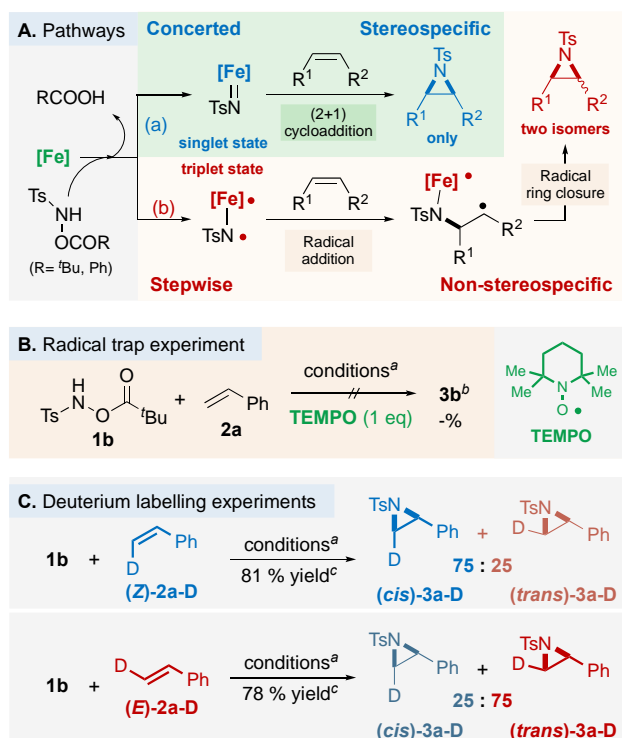 A. Pathways
Concerted
Stereospecific
RCOOH
(a)
[Fe]
TsN
singlet state
R1 R2
(2+1)
cycloaddition
Ts
N
R1 R2
only
Ts
N
R1 R2
two isomers
[Fe]
Ts
NH
OCOR
(R= tBu, Ph)
(b)
triplet state
[Fe] •
TsN •
R1 R2
Radical
addition
[Fe] •
TsN
•
R2
R1
Radical
ring closure
Stepwise
Non-stereospecific
B. Radical trap experiment
Ts
H
N
O
O
tBu
1b
+
Ph
2a
conditionsa
TEMPO (1 eq)
3bb
-%
Me Me
Me N Me
O •
TEMPO
C. Deuterium labelling experiments
1b + Ph
D
(Z)-2a-D
conditionsa
81 % yieldc
TsN
Ph
D
+
TsN
D Ph
75 : 25
(cis)-3a-D (trans)-3a-D
1b + D Ph
(E)-2a-D
conditionsa
78 % yieldc
TsN
Ph
D
+
TsN
D Ph
25 : 75
(cis)-3a-D (trans)-3a-D